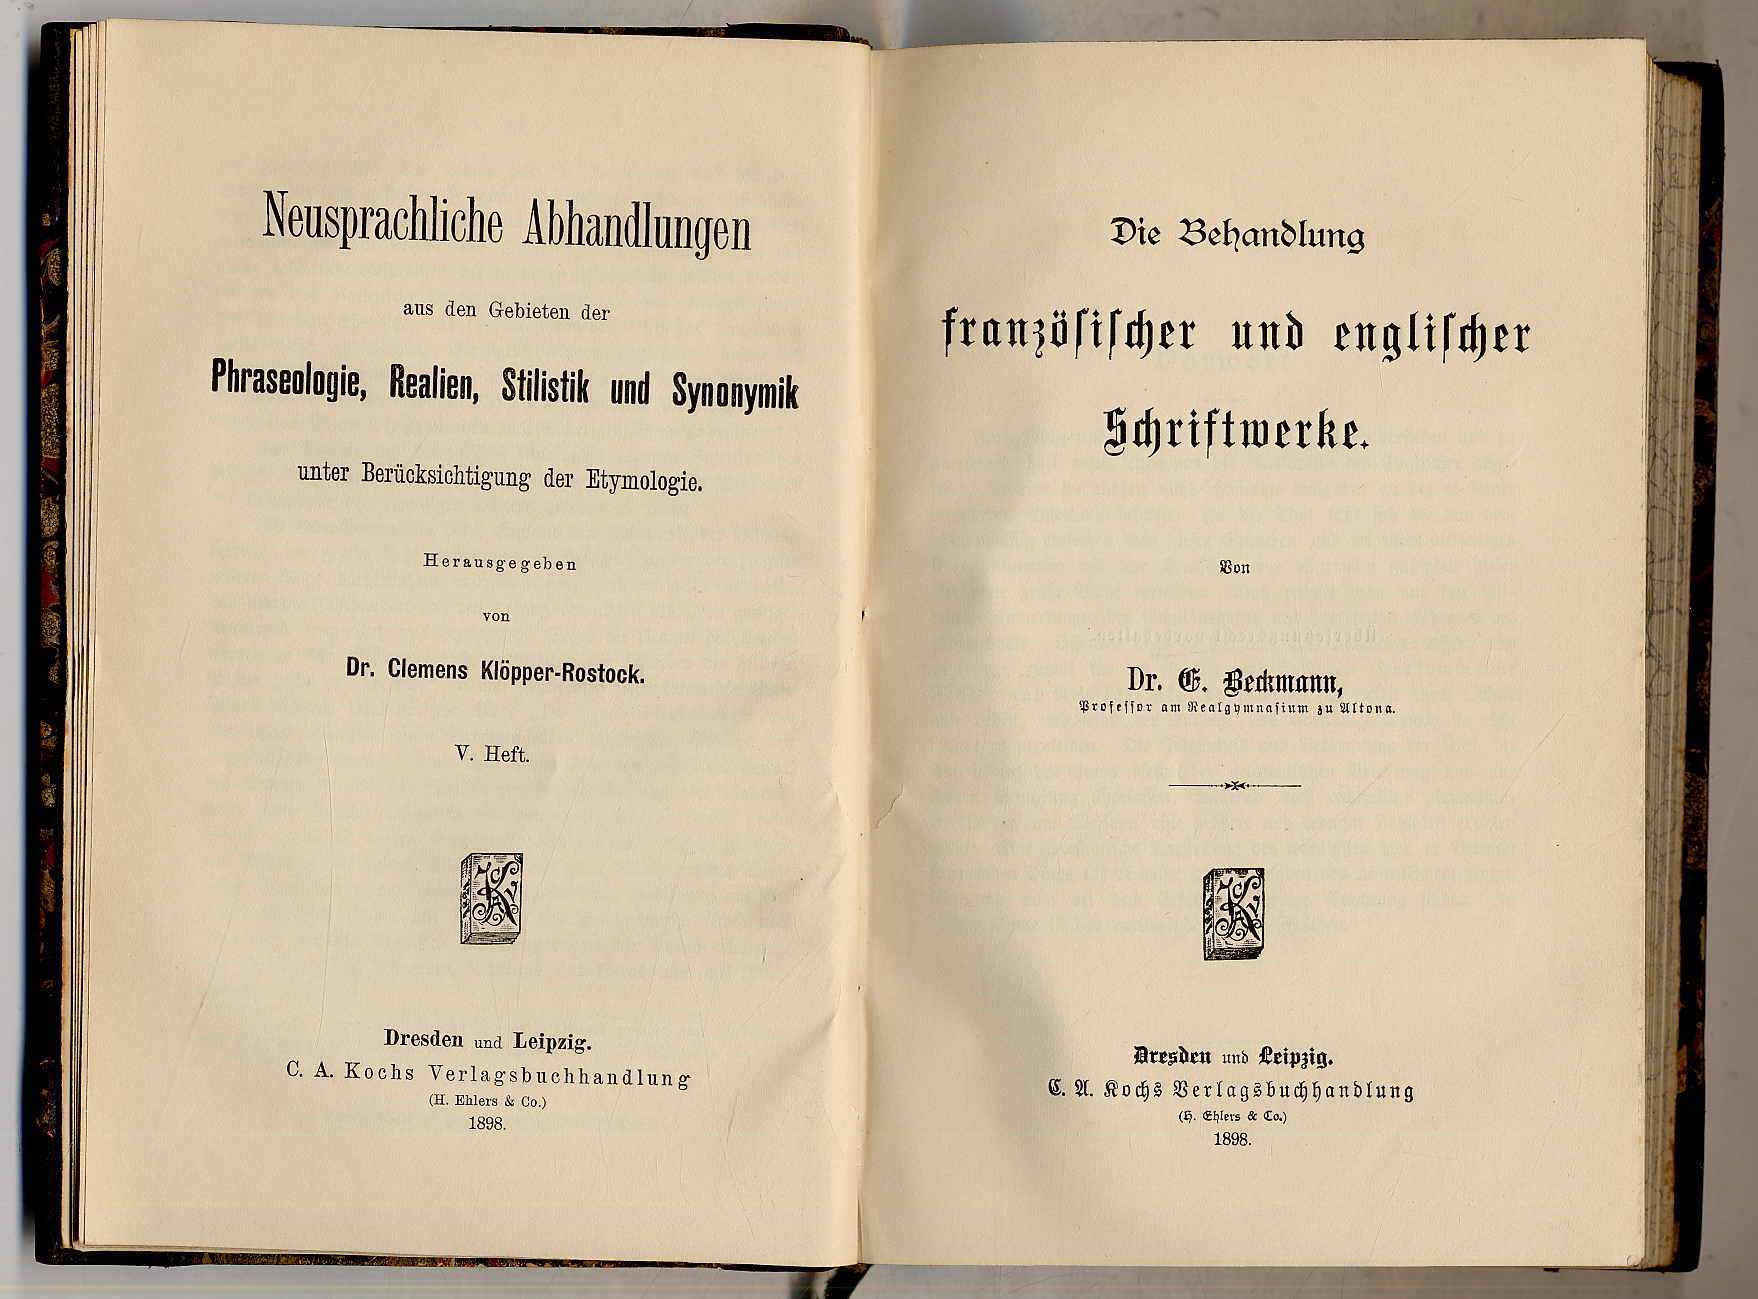 Neusprachliche Abhandlungen
aus den Gebieten der
Phraseologie, Realien, Stilistik und Synonymik
unter Berücksichtigung der Etymologie.
Herausgegeben
von
Dr. Clemens Klöpper-Rostock.
V. Heft.
Dresden und Leipzig.
C. A. Kochs Verlagsbuchhandlung
(H. Ehlers & Co.)
1898.
Die Behandlung
franzöſiſcher und engliſcher
Schriftwerke.
Von
Dr. E. Beckmann,
Profeſſor am Realgymnaſium zu Altona.
Dresden und Leipzig.
C. A. Kochs Verlagsbuchhandlung
(H. Ehlers & Co.)
1898.